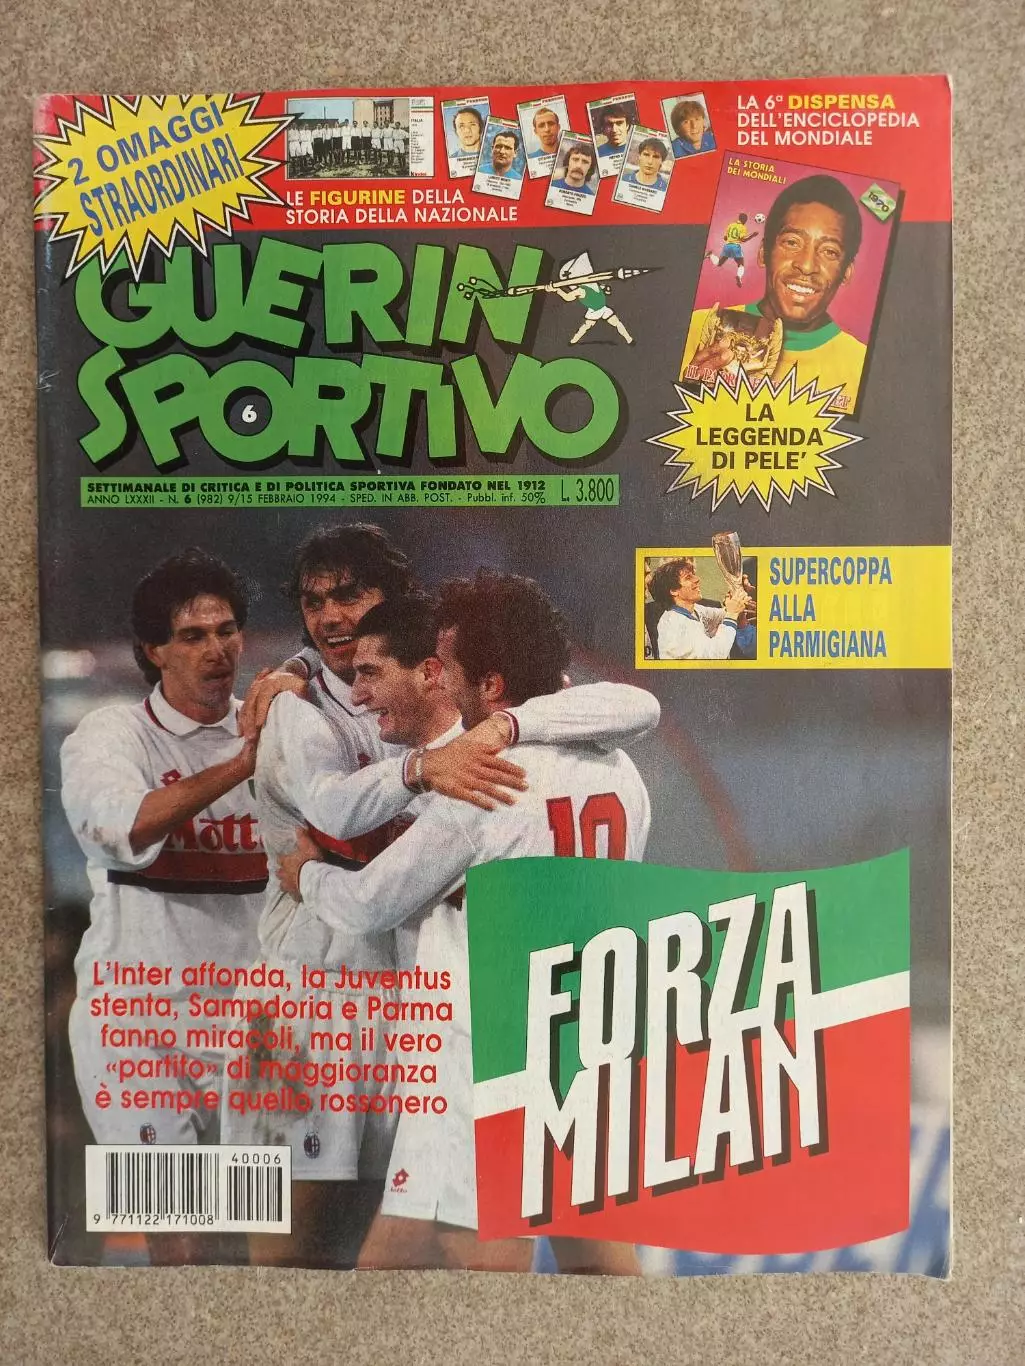 2 OMAGGI
STRAORDINARI
LE FIGURINE DELLA
STORIA DELLA NAZIONALE
LA 6ª DISPENSA
DELL'ENCICLOPEDIA
DEL MONDIALE
LA STORIA
DEI MONDIALI
1970
GUERIN
SPORTIVO
6
SETTIMANALE DI CRITICA E DI POLITICA SPORTIVA FONDATO NEL 1912
ANNO LXXXII - N. 6 (982) 9/15 FEBBRAIO 1994 - SPED. IN ABB. POST. - Pubbl. inf. 50%
L. 3.800
LA
LEGGENDA
DI PELE'
SUPERCOPPA
ALLA
PARMIGIANA
Mott
10
L'Inter affonda, la Juventus
stenta, Sampdoria e Parma
fanno miracoli, ma il vero
«partito» di maggioranza
è sempre quello rossonero
FORZA
MILAN
lotto
40006
9 771122 171008